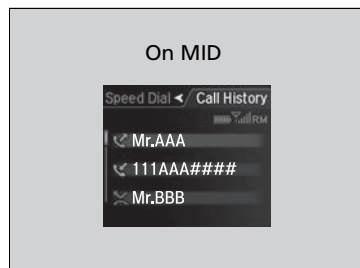 On MID
Speed Dial Call History
RM
Mr.AAA
111AAA####
Mr.BBB